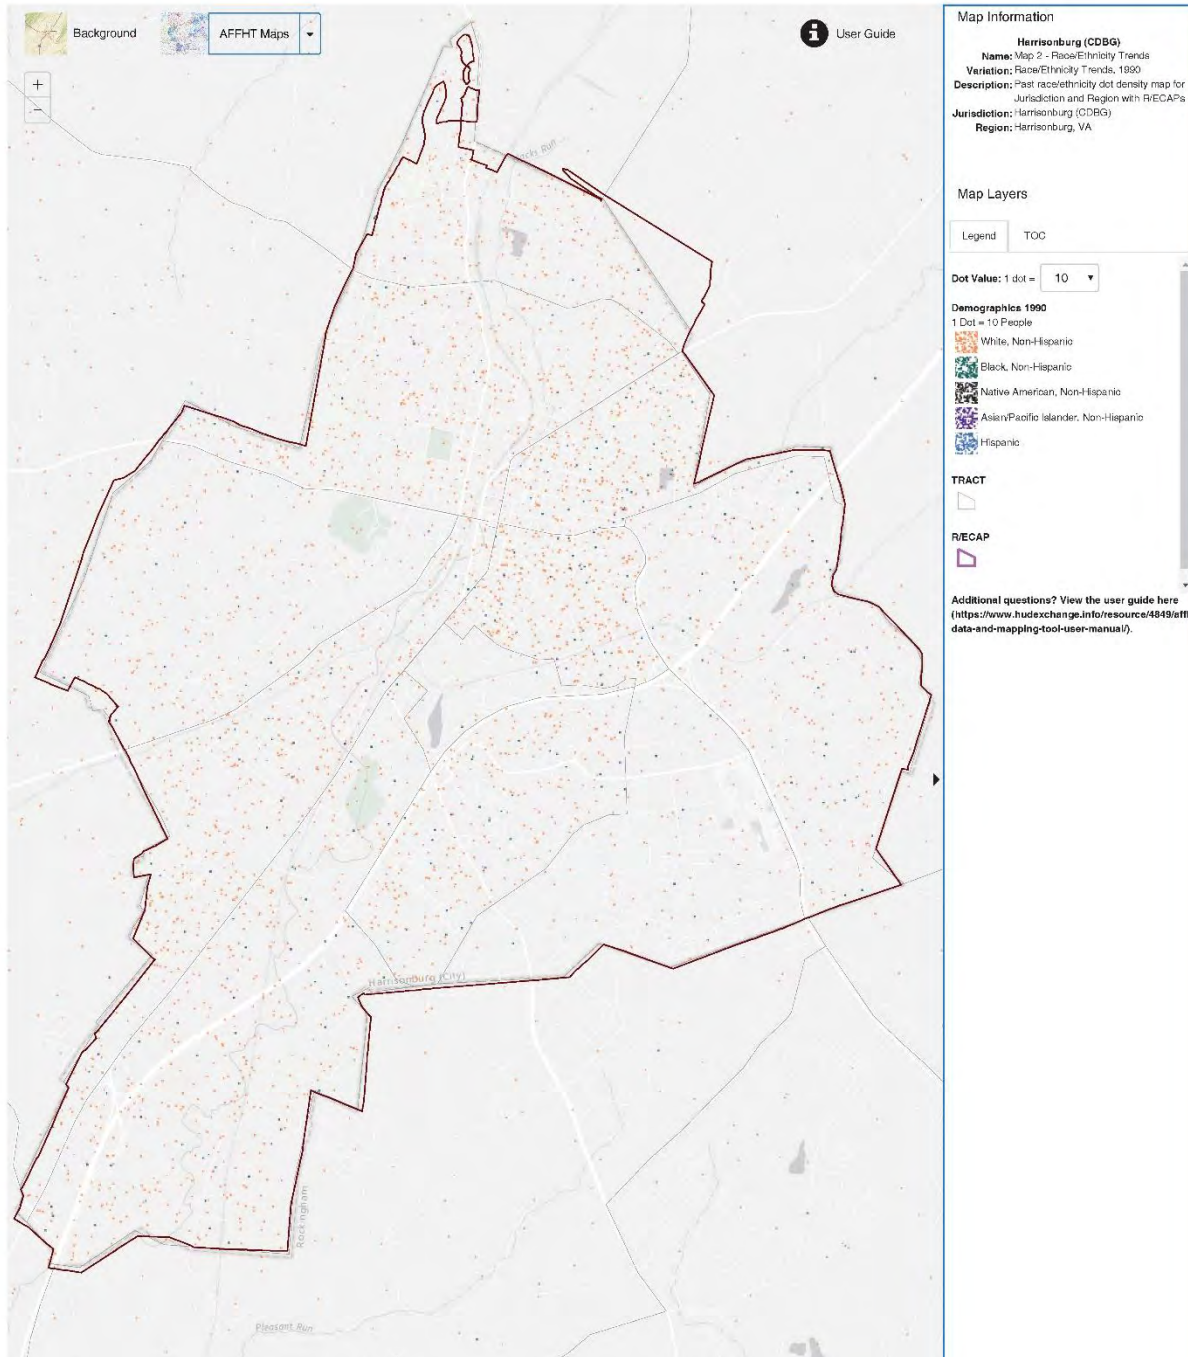 Background
AFFHT Maps
User Guide
+
−
Harrisonburg (City)
Rockingham
Pleasant Run
Map Information
Harrisonburg (CDBG)
Name: Map 2 - Race/Ethnicity Trends
Variation: Race/Ethnicity Trends, 1990
Description: Past race/ethnicity dot density map for
Jurisdiction and Region with R/ECAPs
Jurisdiction: Harrisonburg (CDBG)
Region: Harrisonburg, VA
Map Layers
Legend TOC
Dot Value: 1 dot = 10
Demographics 1990
1 Dot = 10 People
White, Non-Hispanic
Black, Non-Hispanic
Native American, Non-Hispanic
Asian/Pacific Islander, Non-Hispanic
Hispanic
TRACT
R/ECAP
Additional questions? View the user guide here
(https://www.hudexchange.info/resource/4849/affh
data-and-mapping-tool-user-manual/).